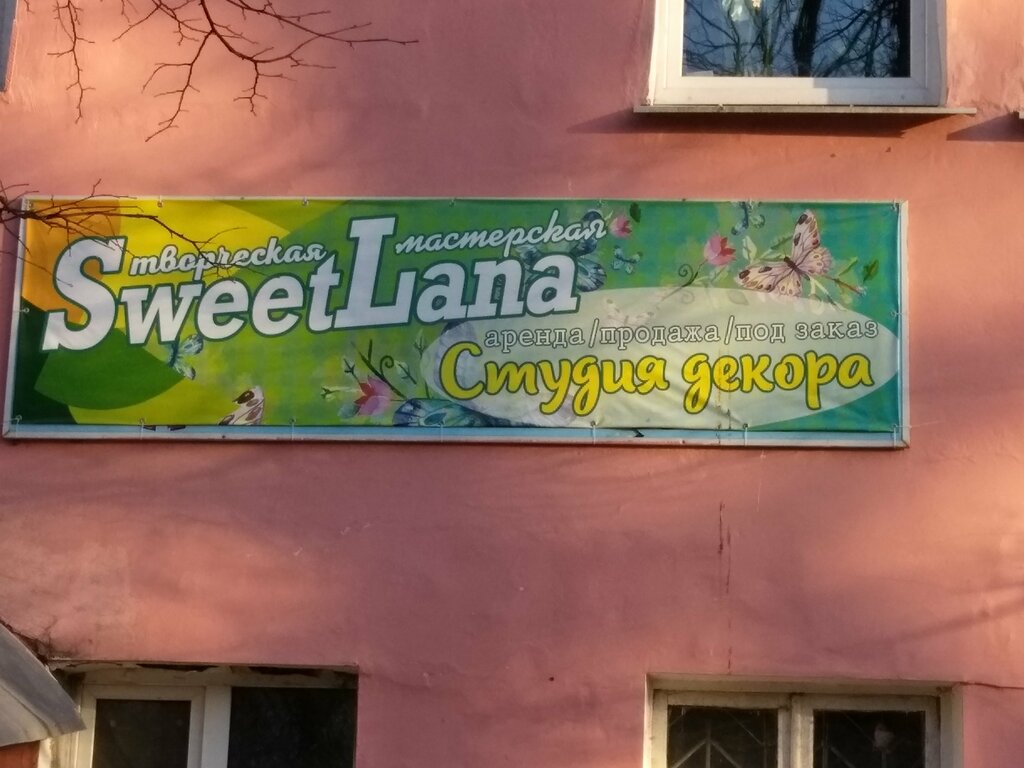 творческая мастерская
SweetLana
аренда/продажа/под заказ
Студия декора